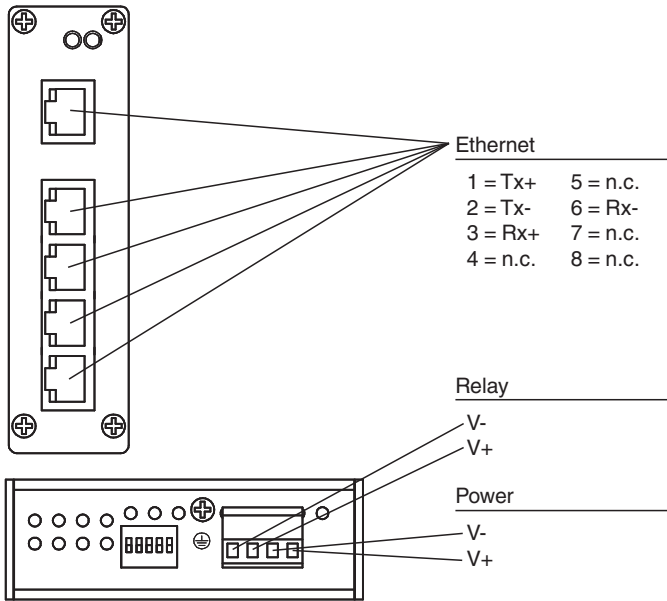 Ethernet
1 = Tx+ 5 = n.c.
2 = Tx- 6 = Rx-
3 = Rx+ 7 = n.c.
4 = n.c. 8 = n.c.
Relay
V-
V+
Power
V-
V+